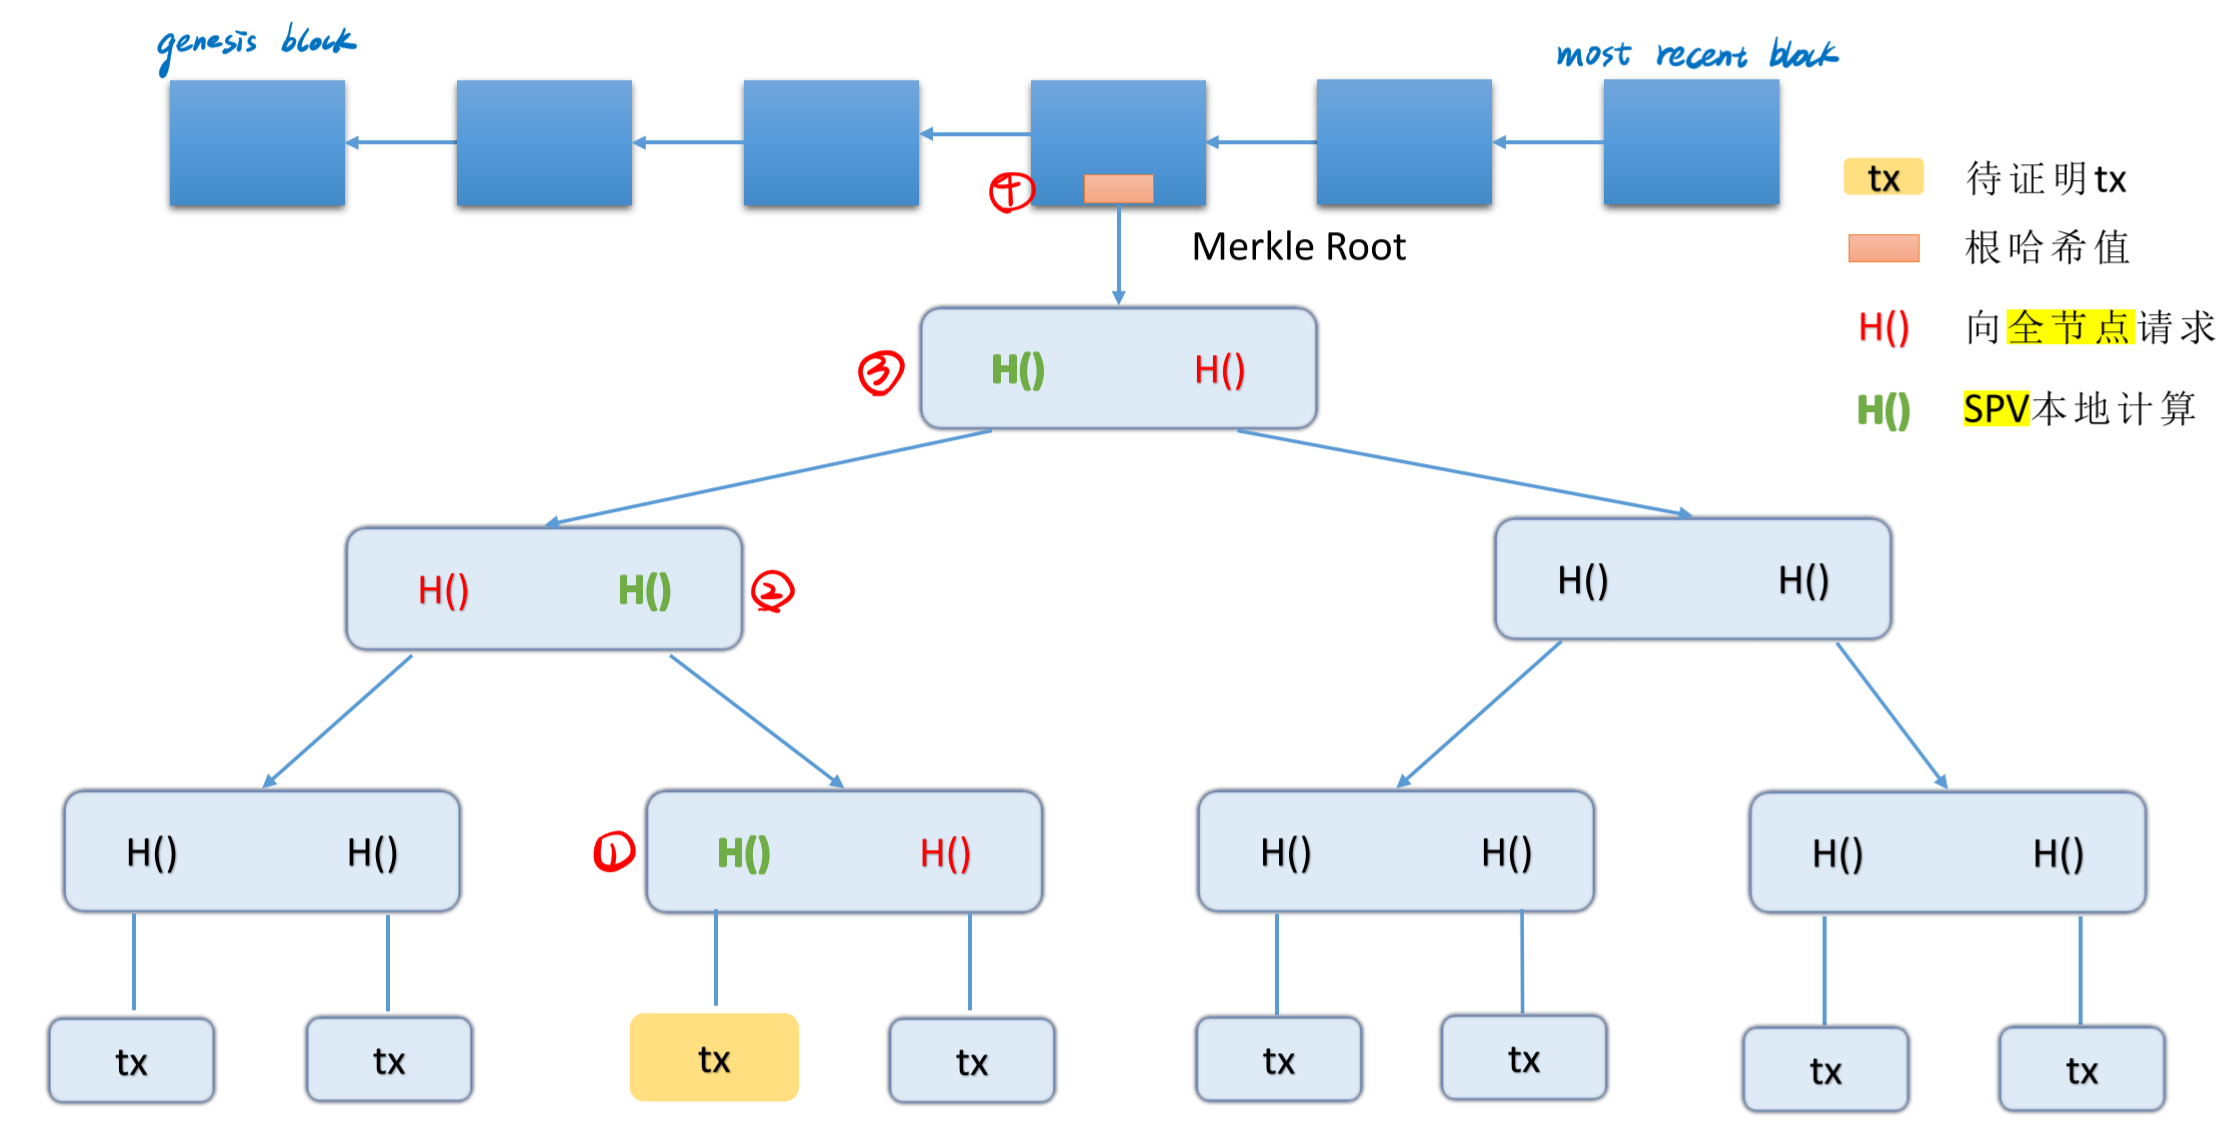 genesis block
most recent block
④
Merkle Root
tx 待证明tx
根哈希值
H() 向全节点请求
H() SPV本地计算
③ H() H()
H() H() ②
H() H()
H() H()
① H() H()
H() H()
H() H()
tx tx tx tx tx tx tx tx